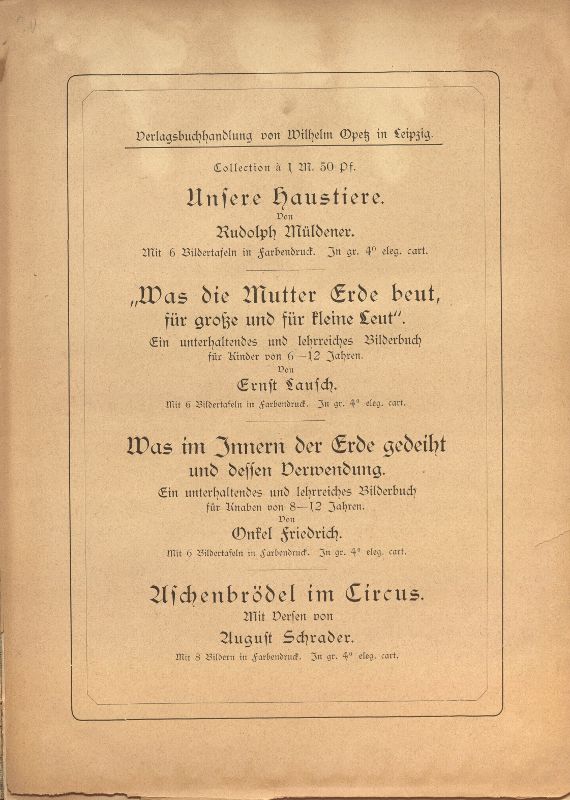 Verlagsbuchhandlung von Wilhelm Opetz in Leipzig.
Collection à 1 M. 50 Pf.
Unsere Haustiere.
Von
Rudolph Müldener.
Mit 6 Bildertafeln in Farbendruck. In gr. 4° eleg. cart.
„Was die Mutter Erde beut,
für große und für kleine Leut“.
Ein unterhaltendes und lehrreiches Bilderbuch
für Kinder von 6—12 Jahren.
Von
Ernst Lausch.
Mit 6 Bildertafeln in Farbendruck. In gr. 4° eleg. cart.
Was im Innern der Erde gedeiht
und dessen Verwendung.
Ein unterhaltendes und lehrreiches Bilderbuch
für Knaben von 8—12 Jahren.
Von
Onkel Friedrich.
Mit 6 Bildertafeln in Farbendruck. In gr. 4° eleg. cart.
Aschenbrödel im Circus.
Mit Versen von
August Schrader.
Mit 8 Bildern in Farbendruck. In gr. 4° eleg. cart.